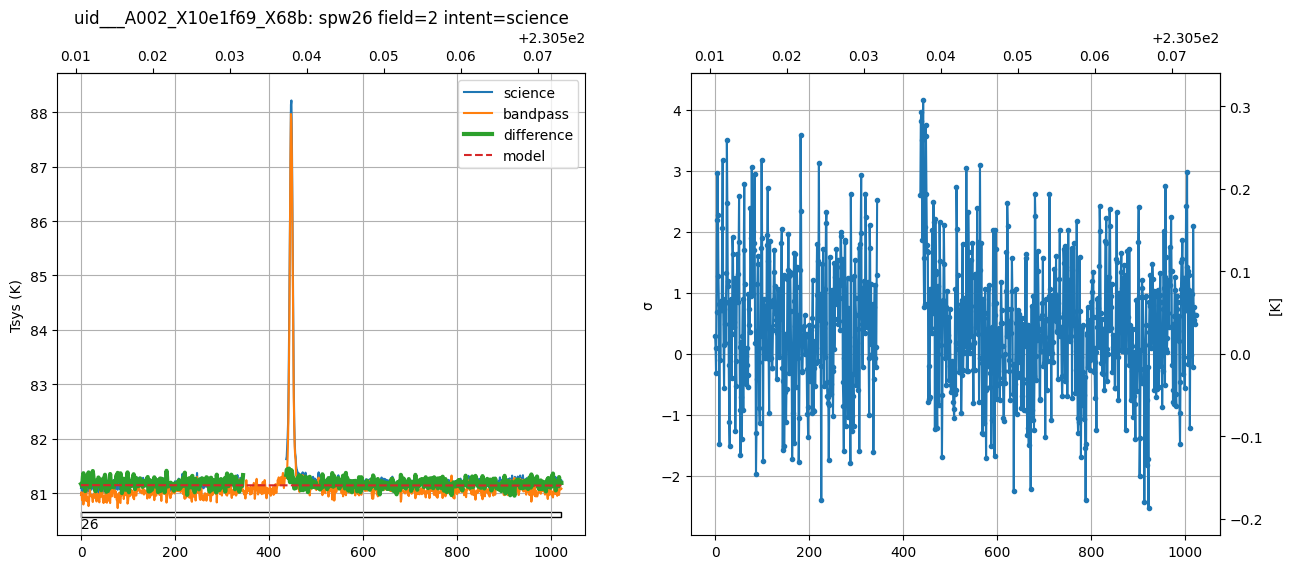 uid___A002_X10e1f69_X68b: spw26 field=2 intent=science
+2.305e2
0.01 0.02 0.03 0.04 0.05 0.06 0.07
science
bandpass
difference
model
88
87
86
85
84
83
82
81
Tsys (K)
26
0 200 400 600 800 1000
+2.305e2
0.01 0.02 0.03 0.04 0.05 0.06 0.07
4
3
2
1
0
−1
−2
σ
0.3
0.2
0.1
0.0
−0.1
−0.2
[K]
0 200 400 600 800 1000